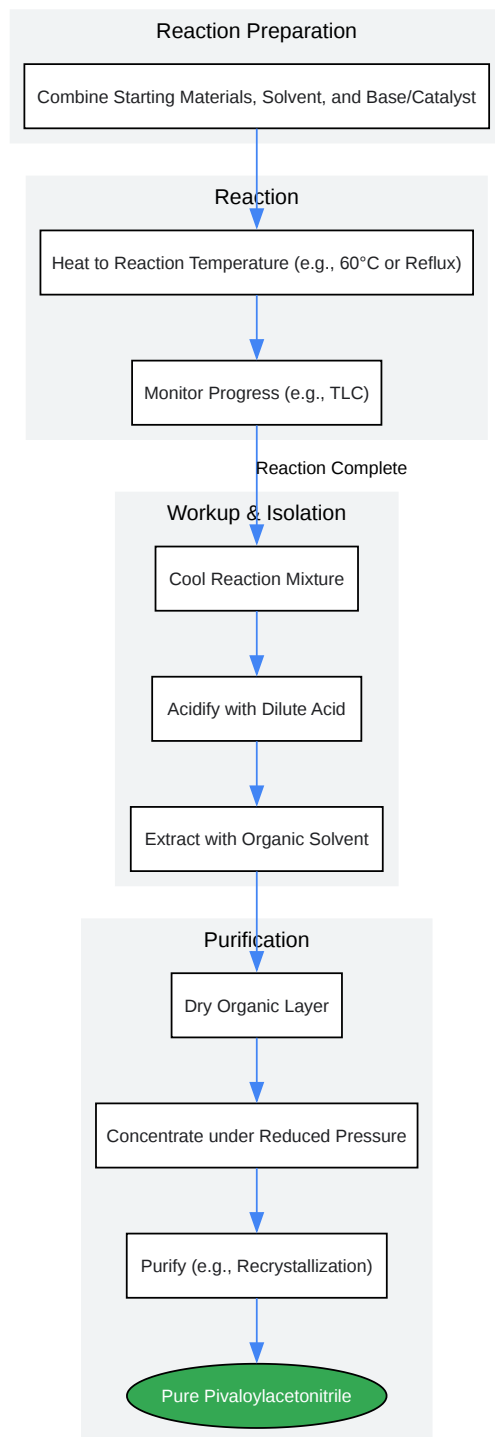 Reaction Preparation
Combine Starting Materials, Solvent, and Base/Catalyst
Reaction
Heat to Reaction Temperature (e.g., 60°C or Reflux)
Monitor Progress (e.g., TLC)
Reaction Complete
Workup & Isolation
Cool Reaction Mixture
Acidify with Dilute Acid
Extract with Organic Solvent
Purification
Dry Organic Layer
Concentrate under Reduced Pressure
Purify (e.g., Recrystallization)
Pure Pivaloylacetonitrile